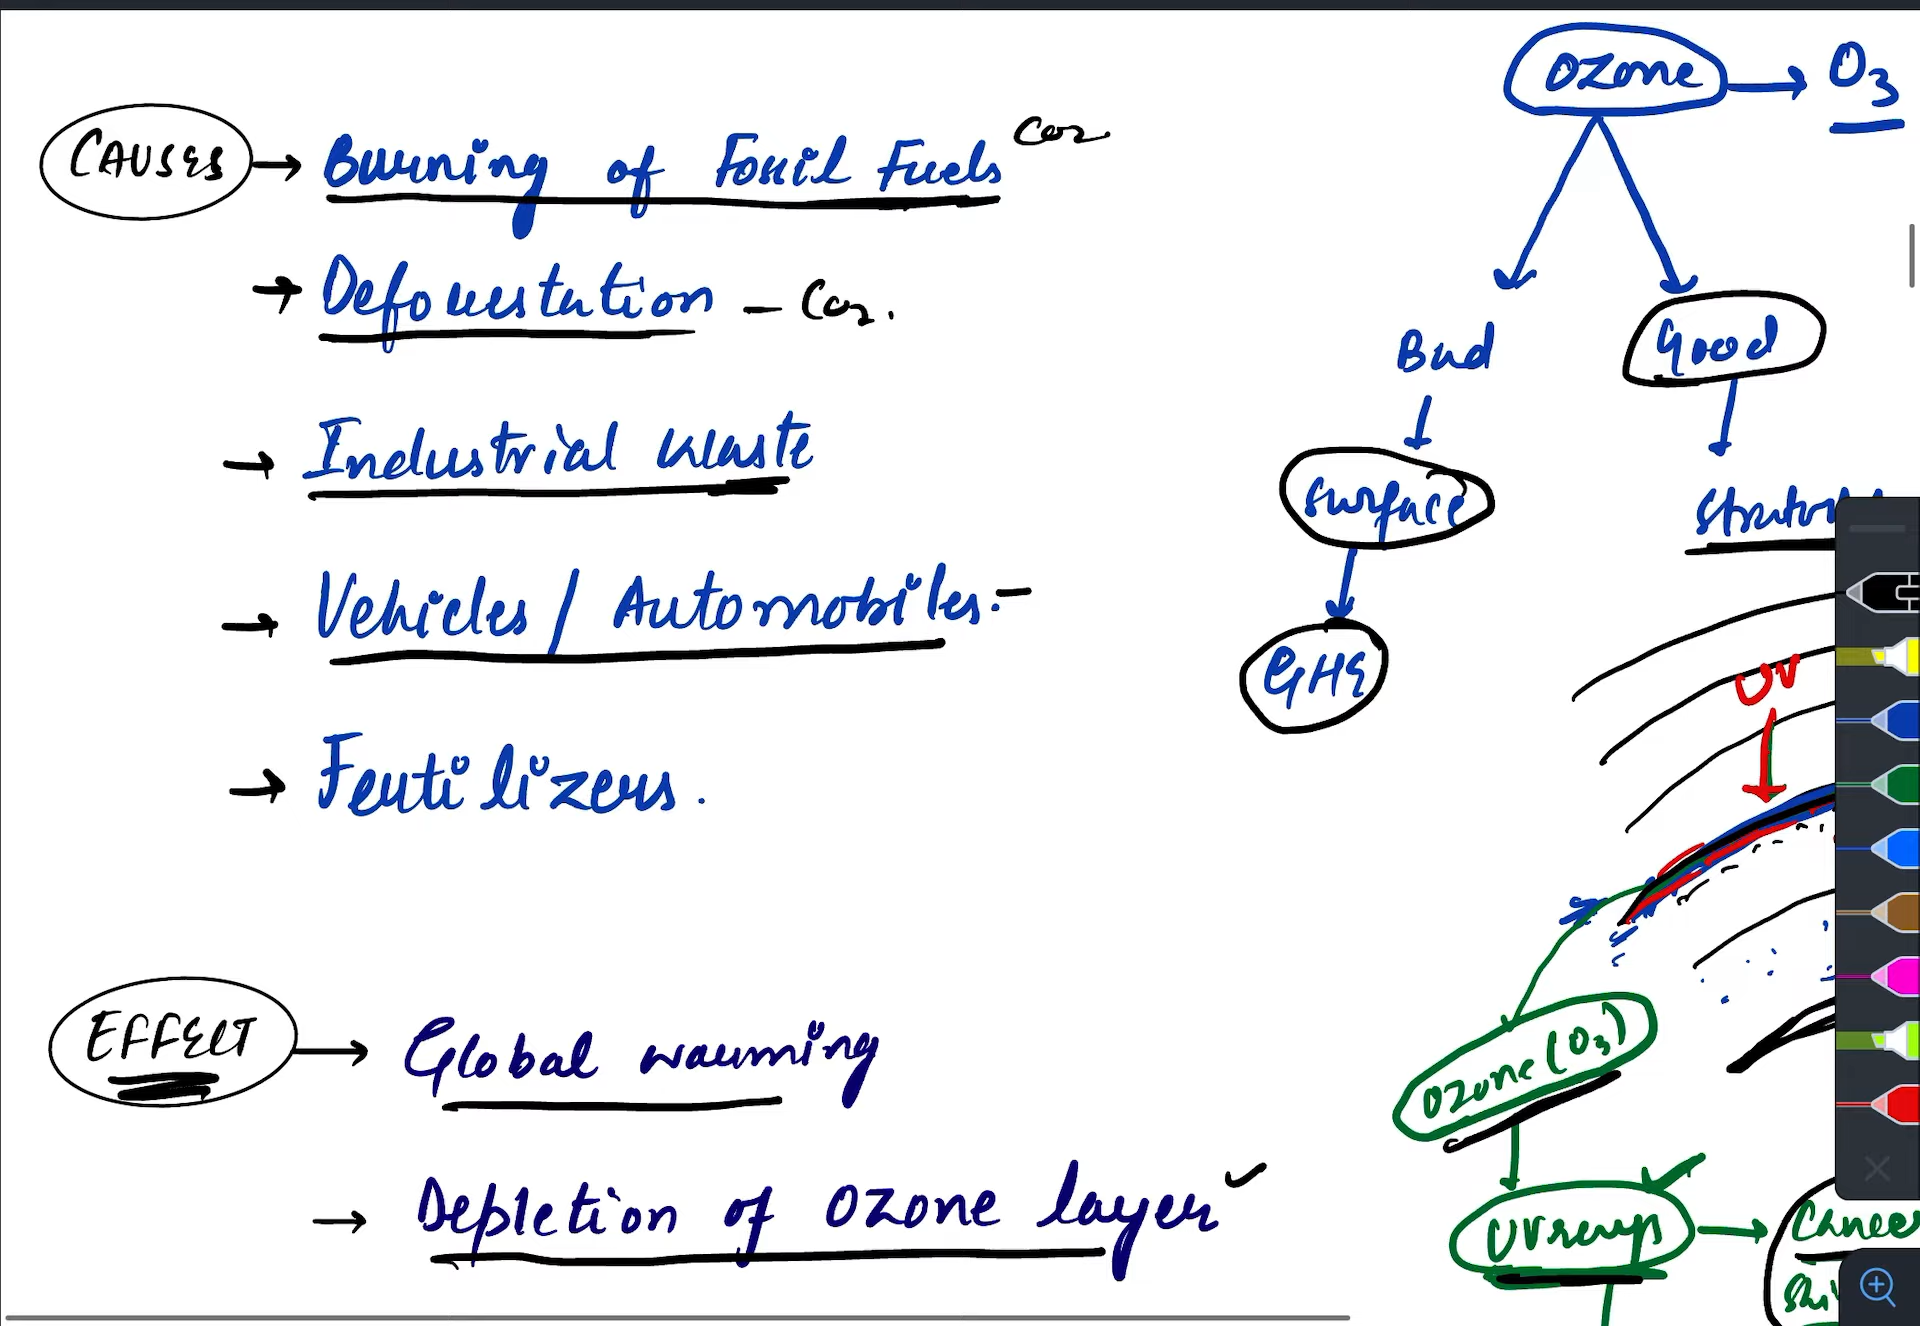 CAUSES → Burning of Fossil Fuels CO2
→ Deforestation – CO2.
→ Industrial waste
→ Vehicles / Automobiles.–
→ Fertilizers.
EFFECT → Global warming
→ Depletion of Ozone layer ✓
Ozone → O3
Bad
Good
Surface
GHG
UV
Ozone (O3)
UV rays →